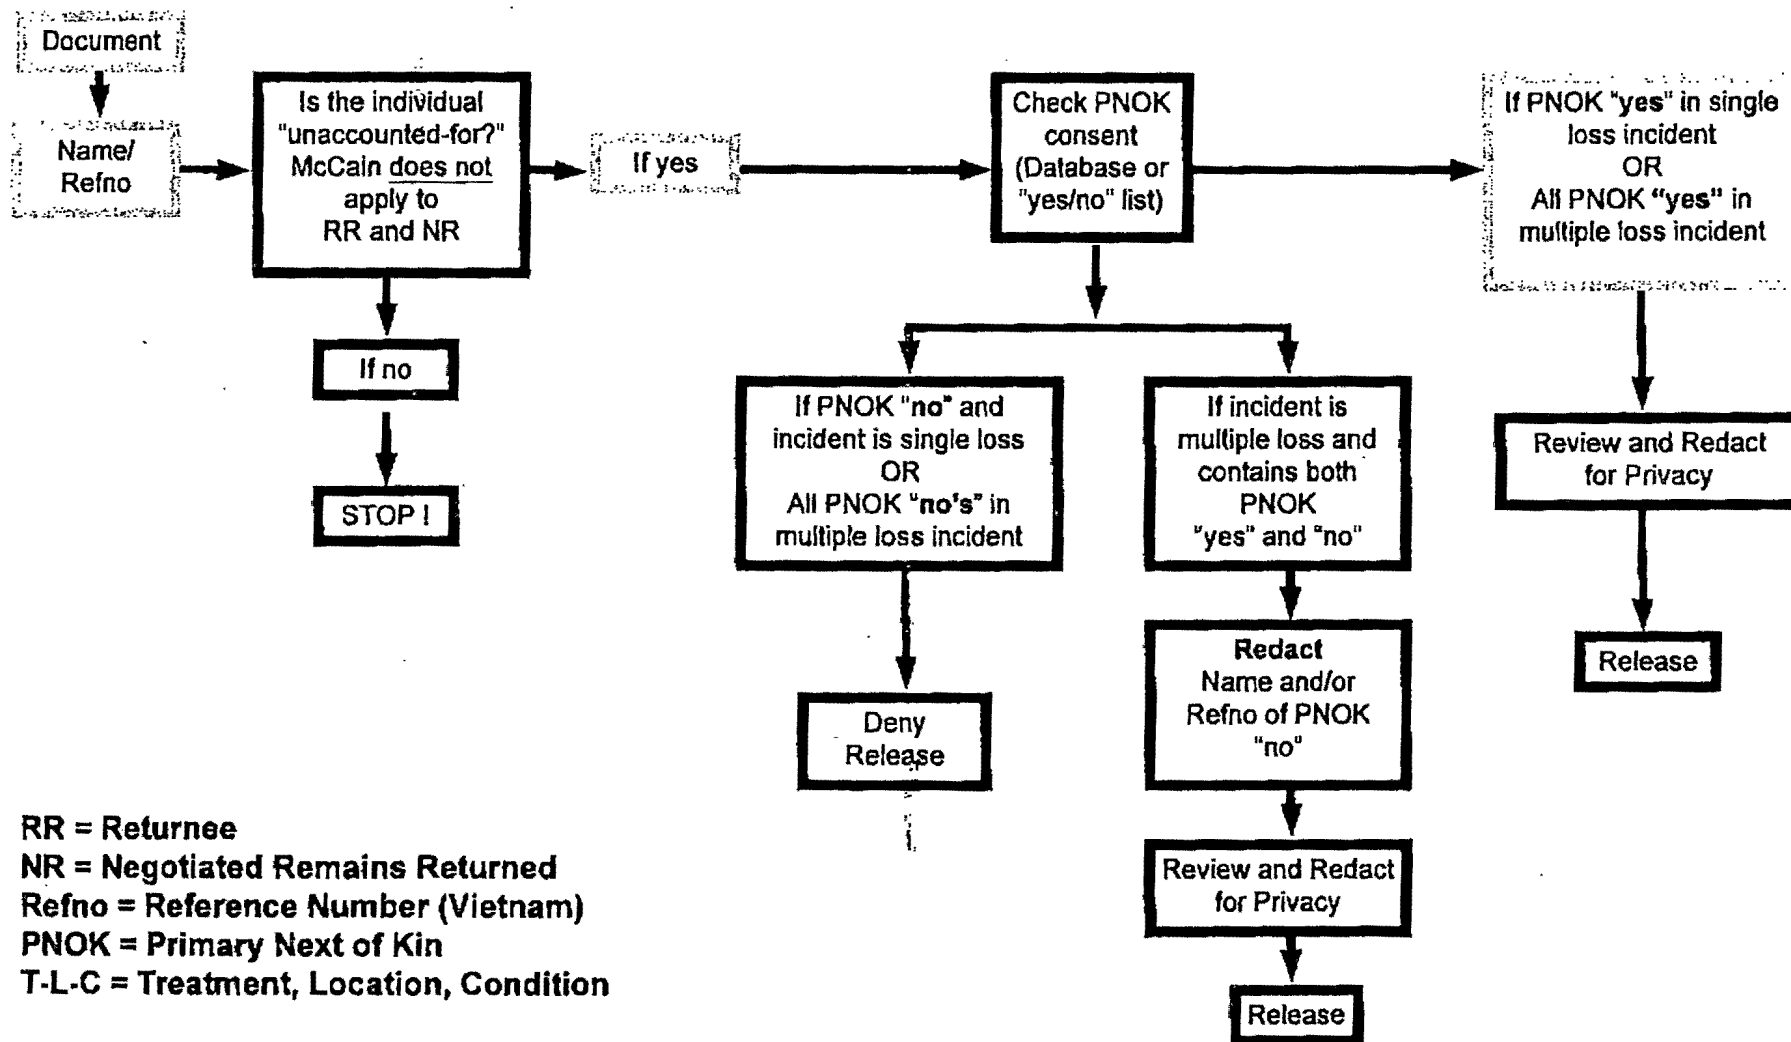 Document
Name/
Refno
Is the individual
"unaccounted-for?"
McCain does not
apply to
RR and NR
If yes
If no
STOP !
Check PNOK
consent
(Database or
"yes/no" list)
If PNOK "yes" in single
loss incident
OR
All PNOK "yes" in
multiple loss incident
If PNOK "no" and
incident is single loss
OR
All PNOK "no's" in
multiple loss incident
Deny
Release
If incident is
multiple loss and
contains both
PNOK
"yes" and "no"
Redact
Name and/or
Refno of PNOK
"no"
Review and Redact
for Privacy
Release
Review and Redact
for Privacy
Release
RR = Returnee
NR = Negotiated Remains Returned
Refno = Reference Number (Vietnam)
PNOK = Primary Next of Kin
T-L-C = Treatment, Location, Condition